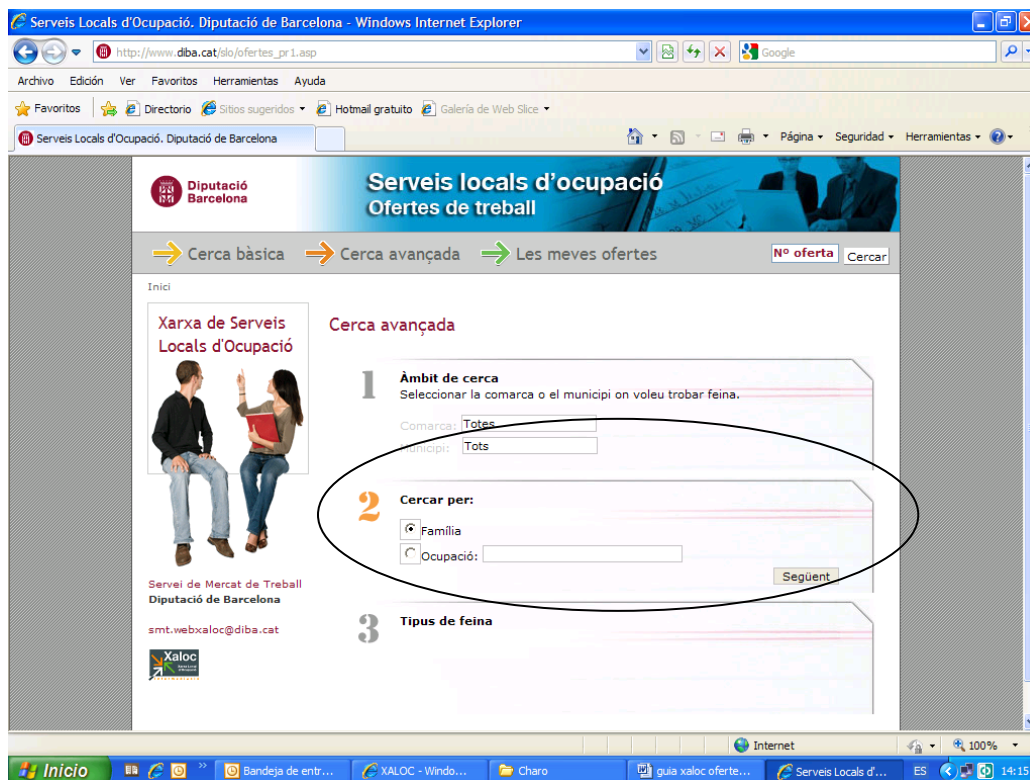 Serveis Locals d'Ocupació. Diputació de Barcelona - Windows Internet Explorer
http://www.diba.cat/slo/ofertes_pr1.asp
Google
Archivo Edición Ver Favoritos Herramientas Ayuda
Favoritos Directorio Sitios sugeridos Hotmail gratuito Galería de Web Slice
Serveis Locals d'Ocupació. Diputació de Barcelona
Página Seguridad Herramientas
Diputació
Barcelona
Serveis locals d'ocupació
Ofertes de treball
Cerca bàsica Cerca avançada Les meves ofertes Nº oferta Cercar
Inici
Xarxa de Serveis
Locals d'Ocupació
Cerca avançada
1 Àmbit de cerca
Seleccionar la comarca o el municipi on voleu trobar feina.
Comarca: Totes
Municipi: Tots
2 Cercar per:
Família
Ocupació:
Següent
3 Tipus de feina
Servei de Mercat de Treball
Diputació de Barcelona
smt.webxaloc@diba.cat
Xaloc
Internet 100%
Inicio Bandeja de entr... XALOC - Windo... Charo guia xaloc oferte... Serveis Locals d'... ES 14:15